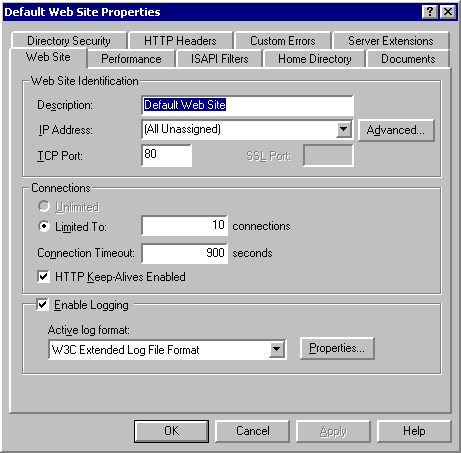 Default Web Site Properties
Directory Security HTTP Headers Custom Errors Server Extensions
Web Site Performance ISAPI Filters Home Directory Documents
Web Site Identification
Description: Default Web Site
IP Address: (All Unassigned) Advanced...
TCP Port: 80 SSL Port:
Connections
Unlimited
Limited To: 10 connections
Connection Timeout: 900 seconds
HTTP Keep-Alives Enabled
Enable Logging
Active log format:
W3C Extended Log File Format Properties...
OK Cancel Apply Help